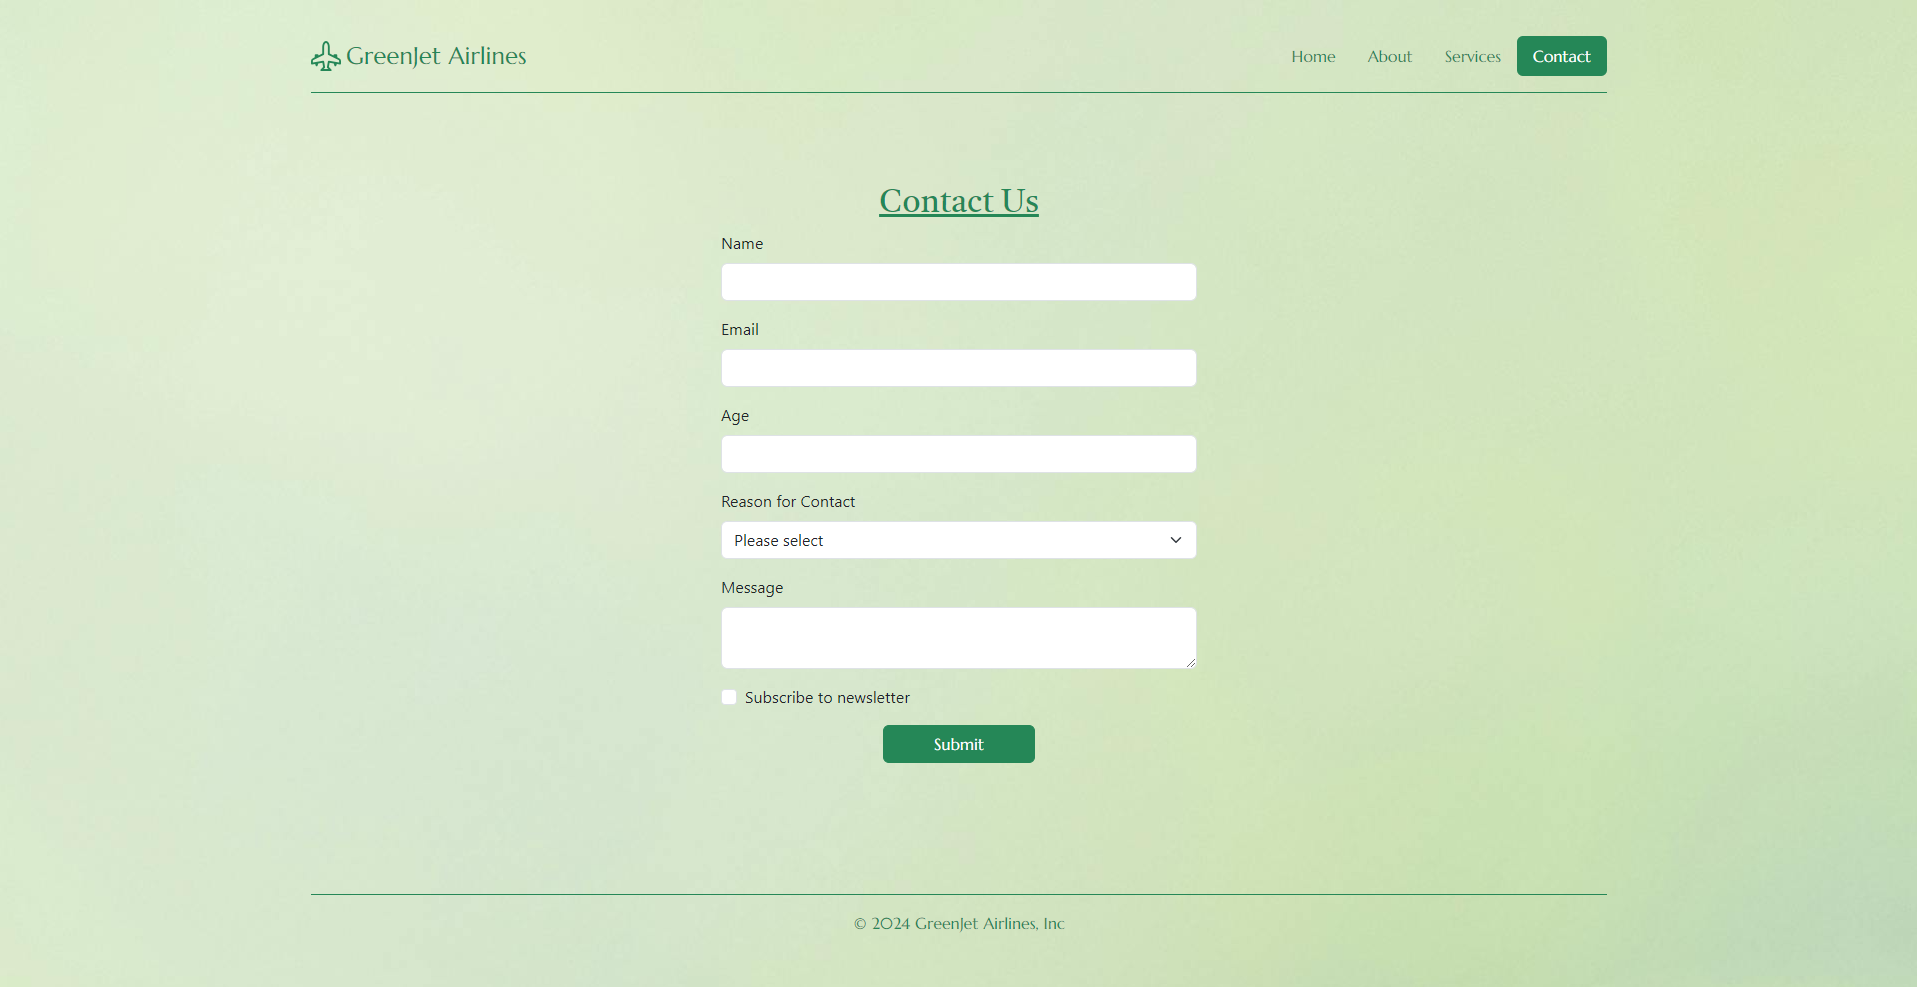 GreenJet Airlines
Home About Services Contact
Contact Us
Name
Email
Age
Reason for Contact
Please select
Message
Subscribe to newsletter
Submit
© 2024 GreenJet Airlines, Inc